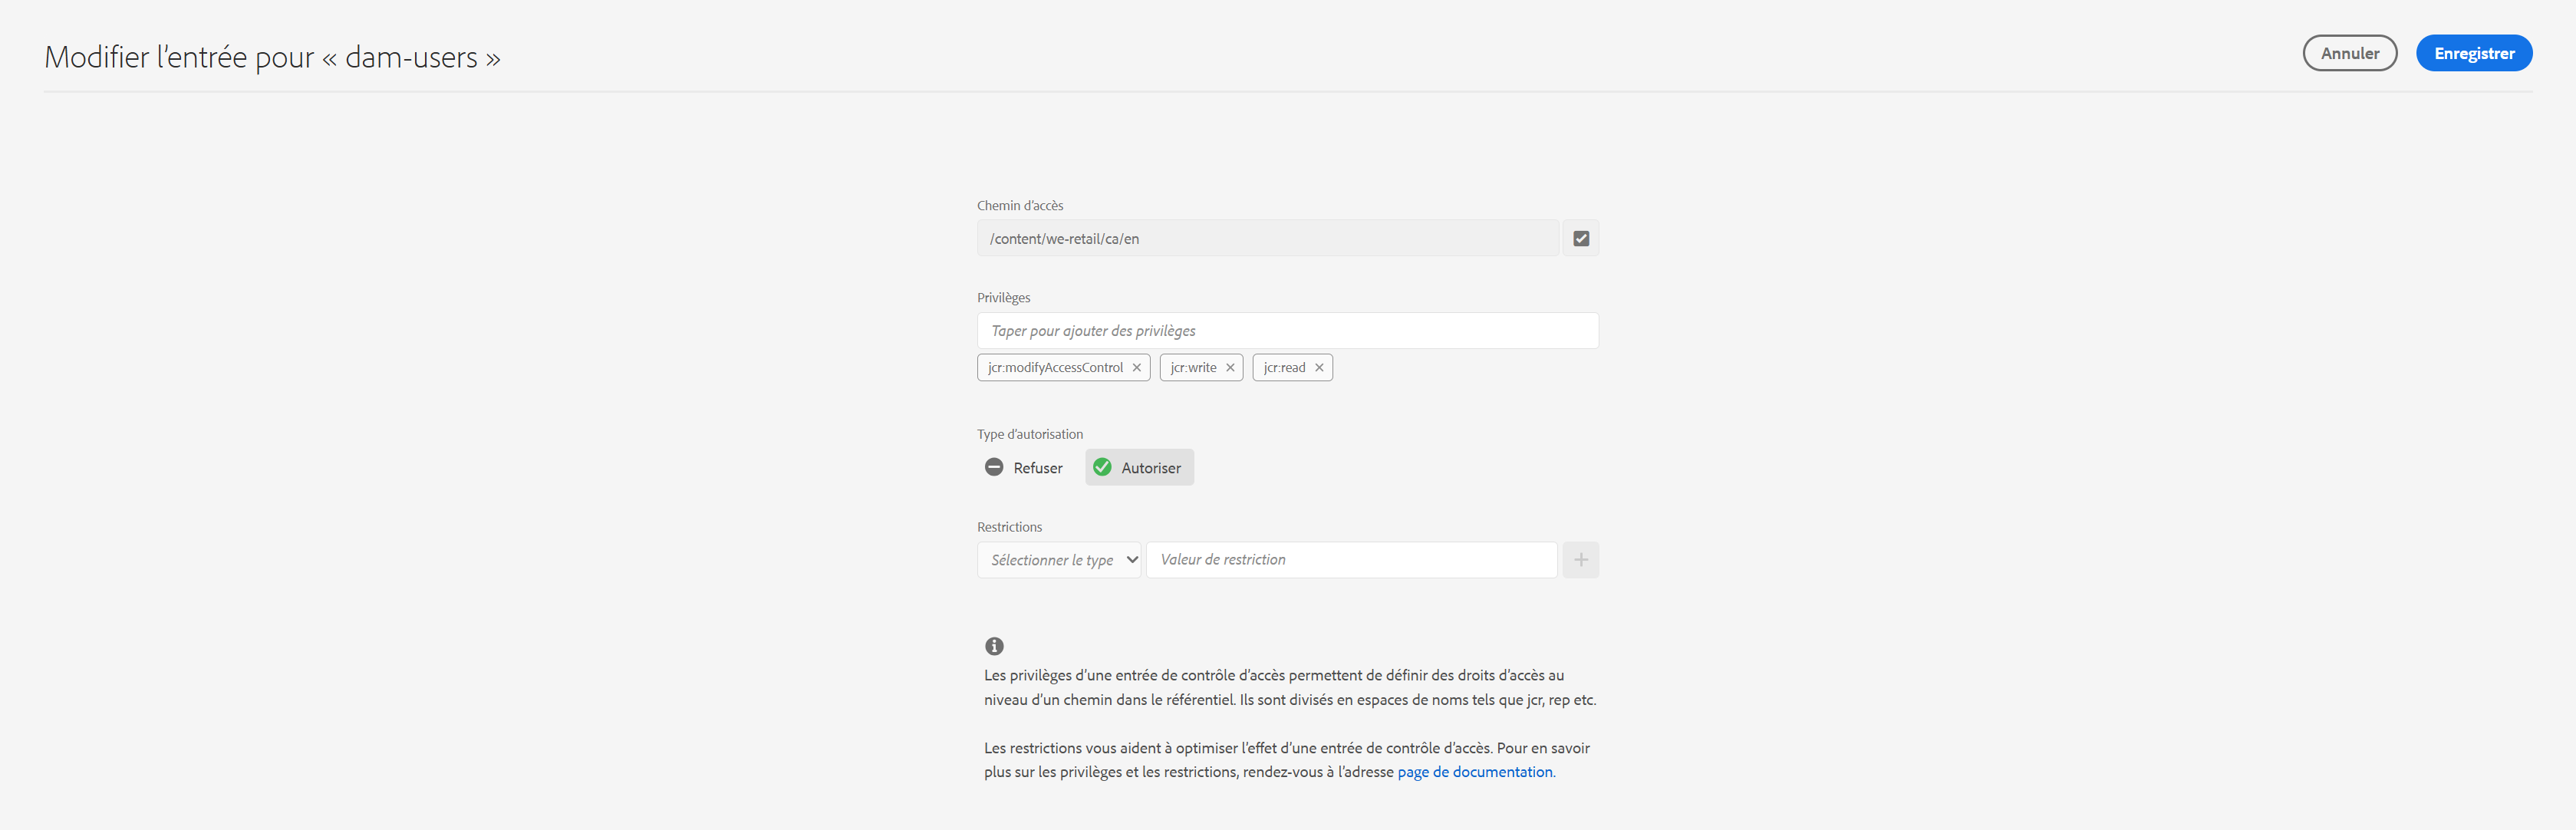 Modifier l’entrée pour « dam-users »
Annuler
Enregistrer
Chemin d’accès
/content/we-retail/ca/en
Privilèges
Taper pour ajouter des privilèges
jcr:modifyAccessControl
jcr:write
jcr:read
Type d’autorisation
Refuser
Autoriser
Restrictions
Sélectionner le type
Valeur de restriction
Les privilèges d’une entrée de contrôle d’accès permettent de définir des droits d’accès au
niveau d’un chemin dans le référentiel. Ils sont divisés en espaces de noms tels que jcr, rep etc.
Les restrictions vous aident à optimiser l’effet d’une entrée de contrôle d’accès. Pour en savoir
plus sur les privilèges et les restrictions, rendez-vous à l’adresse page de documentation.